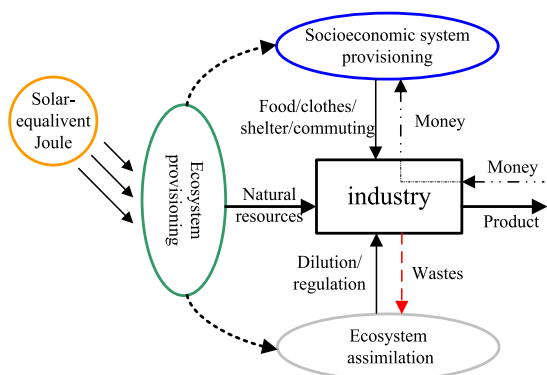 Socioeconomic system
provisioning
Solar-
equalivent
Joule
Food/clothes/
shelter/commuting
Money
Ecosystem
provisioning
Natural
resources
industry
Money
Product
Dilution/
regulation
Wastes
Ecosystem
assimilation